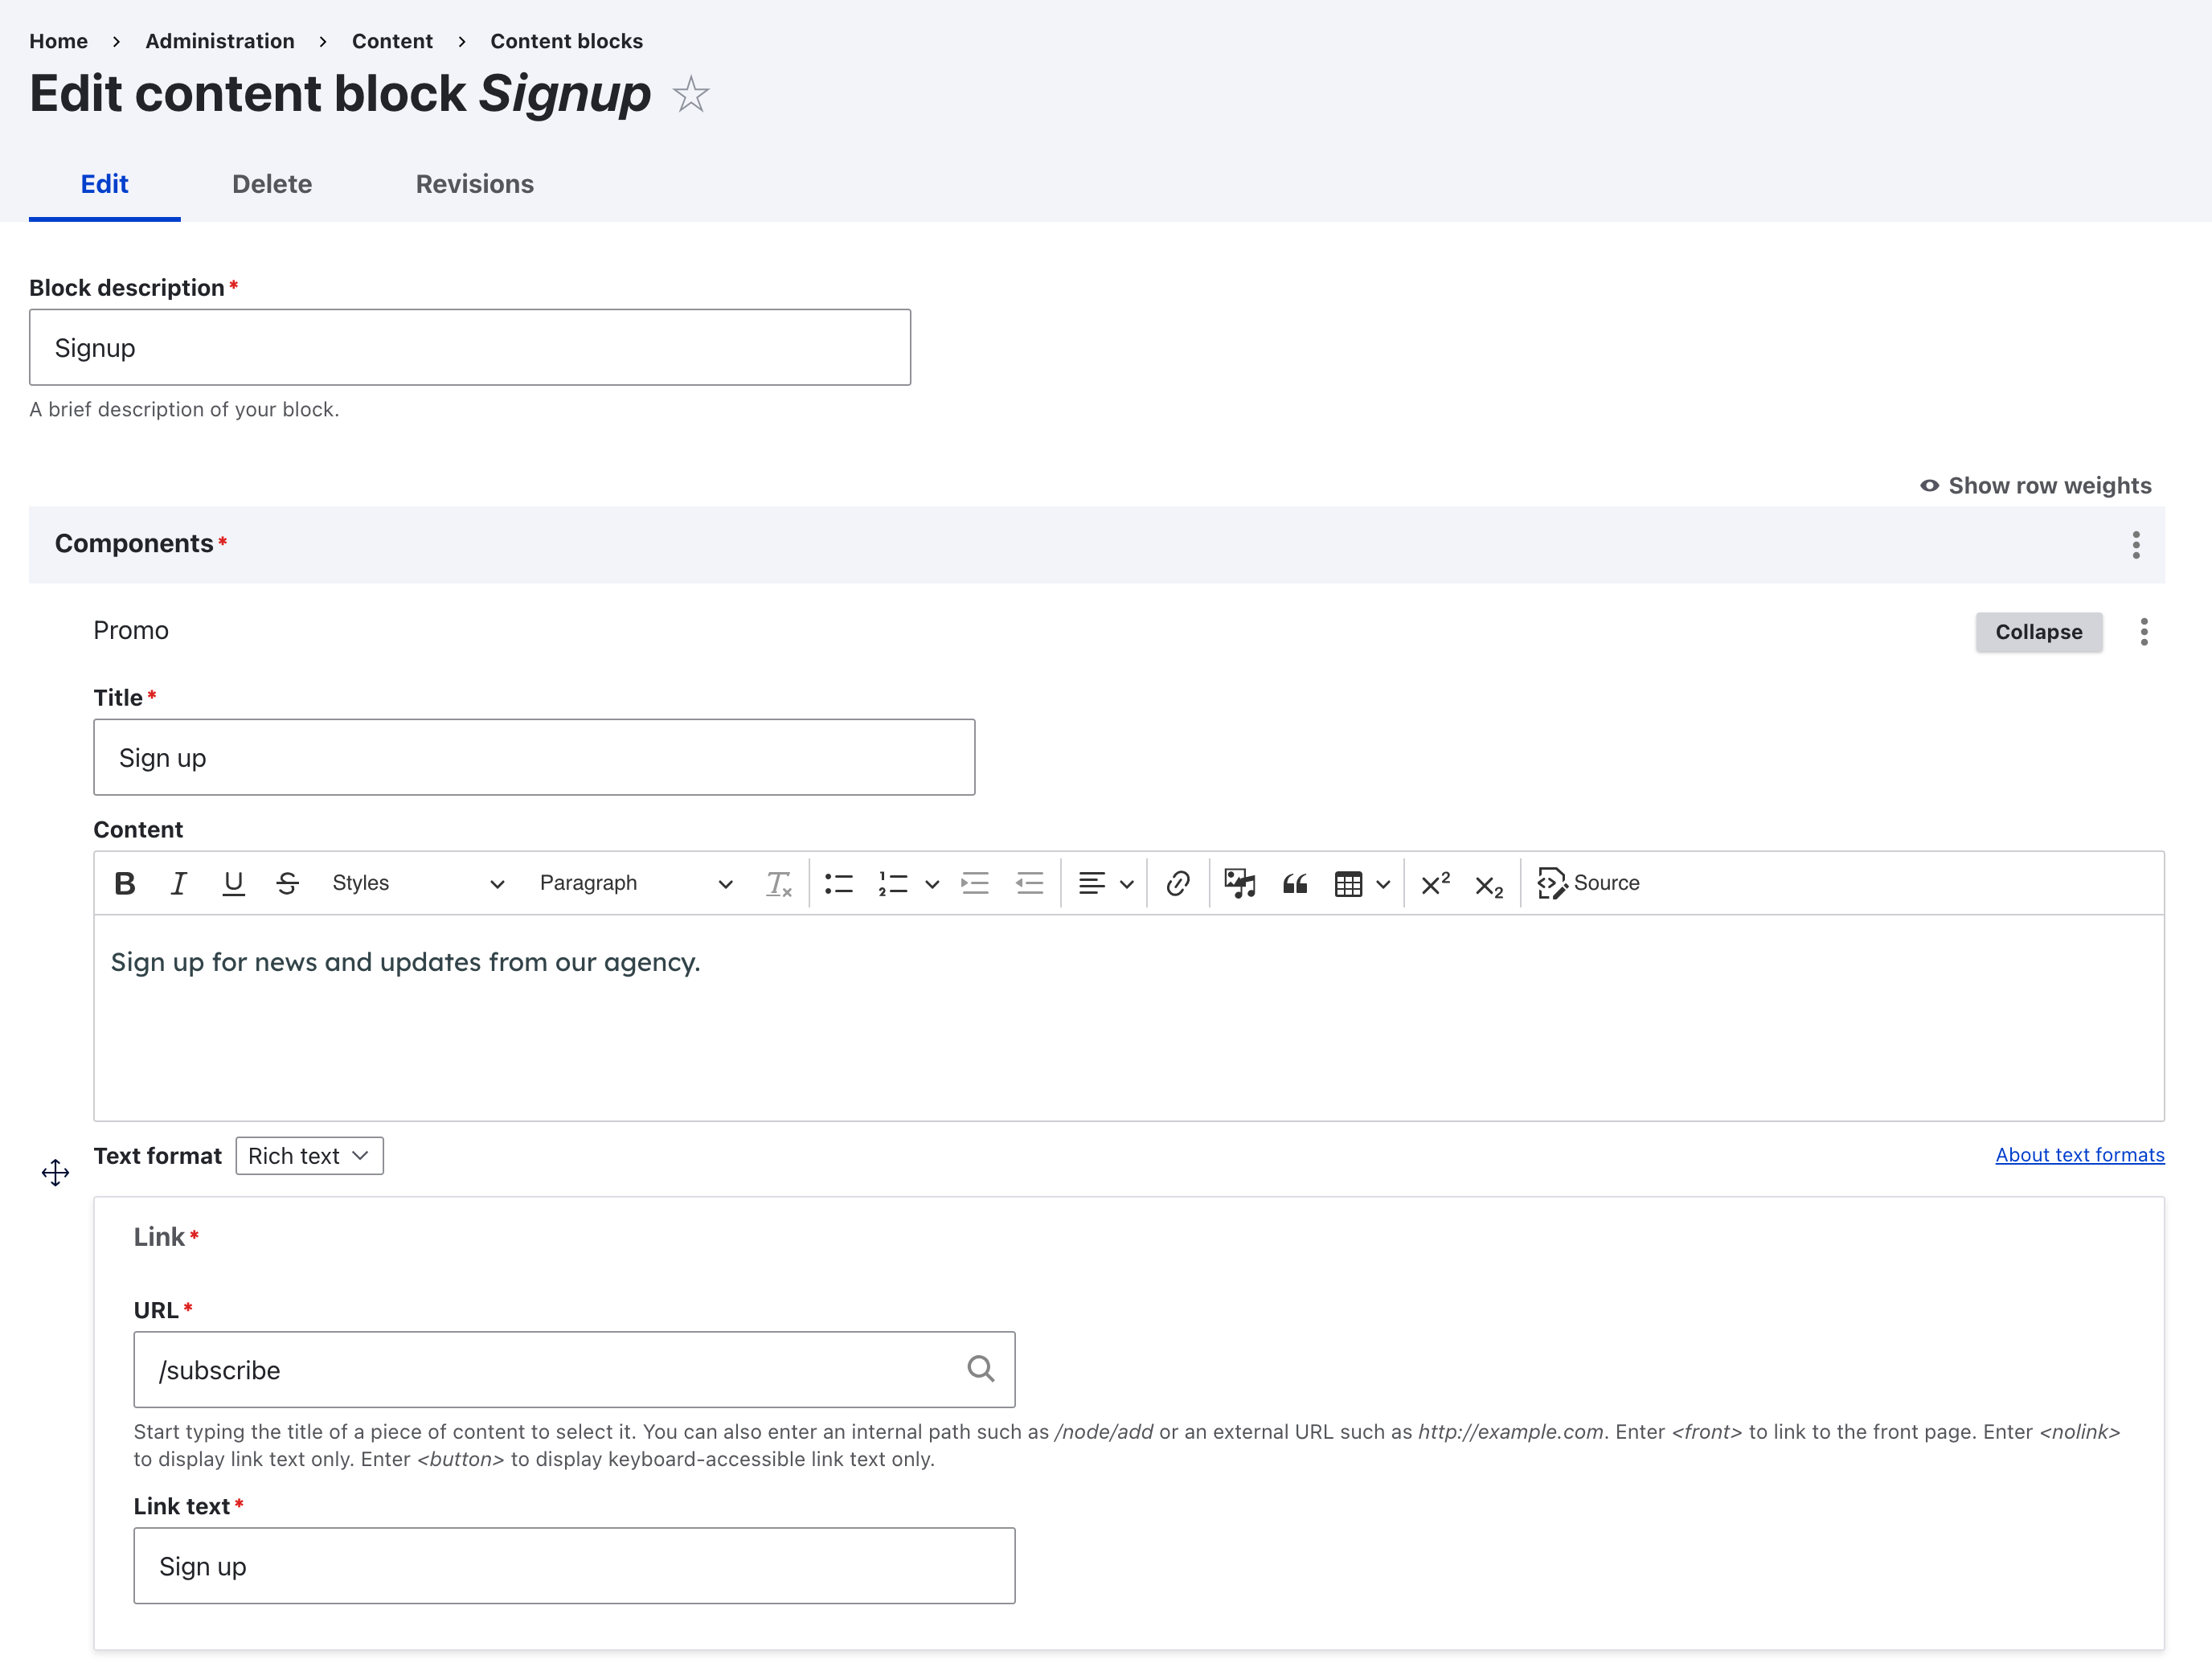 Home > Administration > Content > Content blocks
Edit content block Signup
Edit Delete Revisions
Block description*
Signup
A brief description of your block.
Show row weights
Components*
Promo Collapse
Title*
Sign up
Content
B I U S Styles Paragraph Source
Sign up for news and updates from our agency.
Text format Rich text About text formats
Link*
URL*
/subscribe
Start typing the title of a piece of content to select it. You can also enter an internal path such as /node/add or an external URL such as http://example.com. Enter <front> to link to the front page. Enter <nolink>
to display link text only. Enter <button> to display keyboard-accessible link text only.
Link text*
Sign up